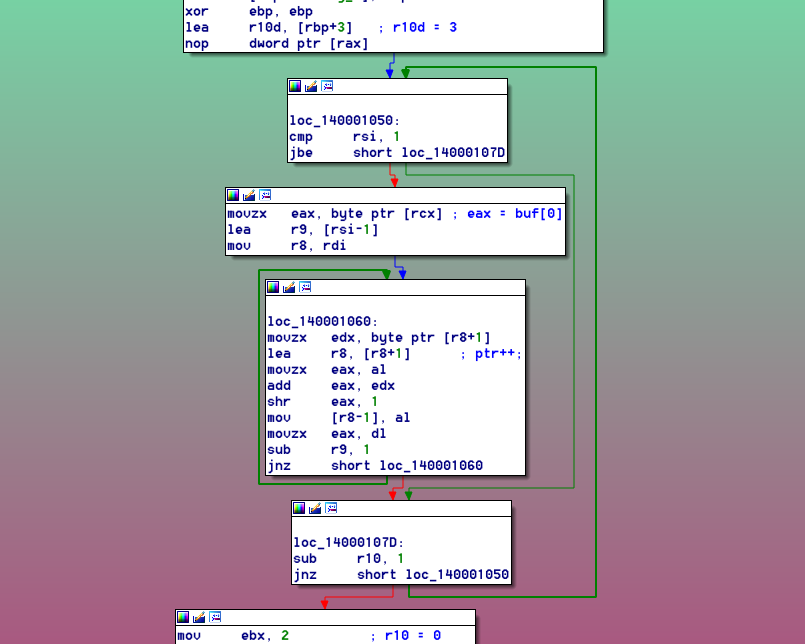 xor ebp, ebp
lea r10d, [rbp+3] ; r10d = 3
nop dword ptr [rax]
loc_140001050:
cmp rsi, 1
jbe short loc_14000107D
movzx eax, byte ptr [rcx] ; eax = buf[0]
lea r9, [rsi-1]
mov r8, rdi
loc_140001060:
movzx edx, byte ptr [r8+1]
lea r8, [r8+1] ; ptr++;
movzx eax, al
add eax, edx
shr eax, 1
mov [r8-1], al
movzx eax, dl
sub r9, 1
jnz short loc_140001060
loc_14000107D:
sub r10, 1
jnz short loc_140001050
mov ebx, 2 ; r10 = 0